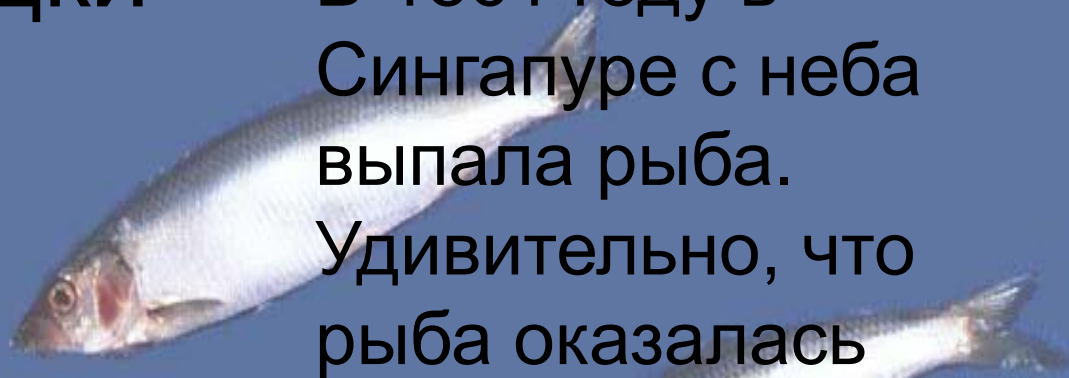 Сингапуре с неба
выпала рыба.
Удивительно, что
рыба оказалась